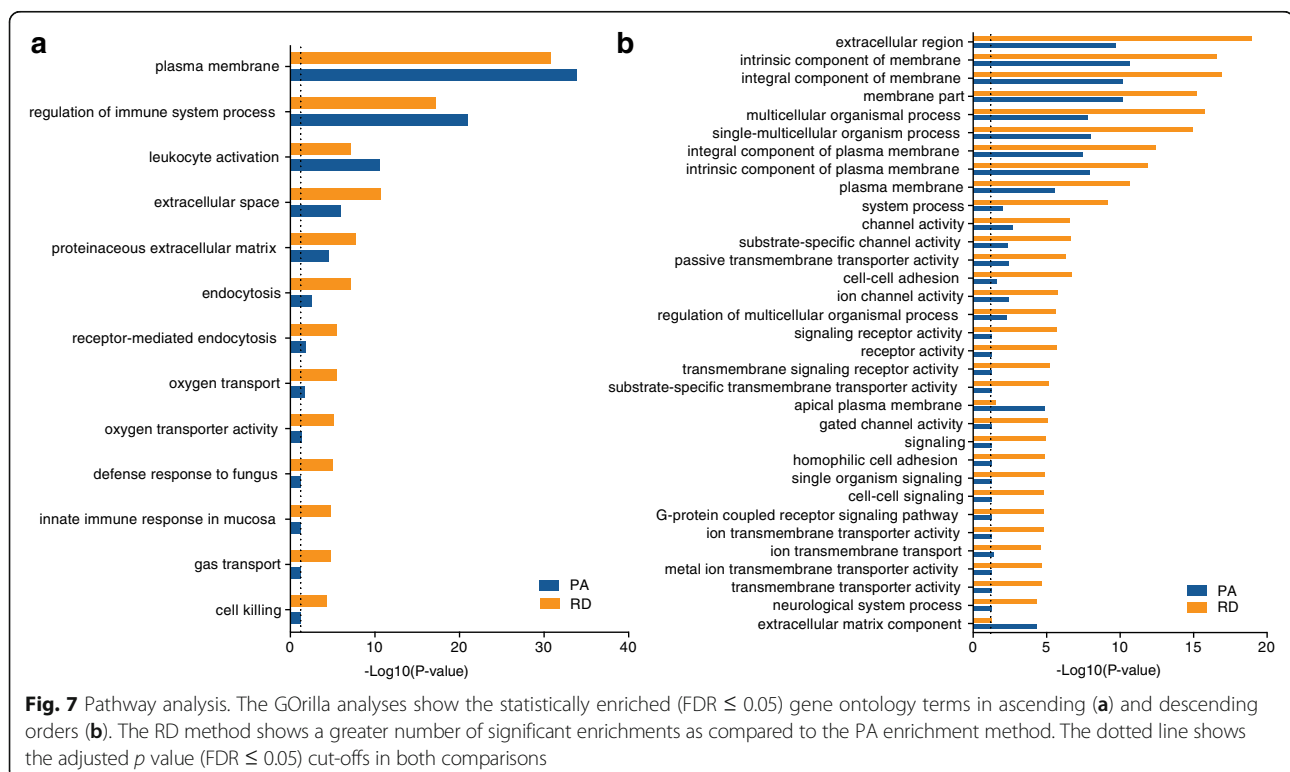 a
plasma membrane
regulation of immune system process
leukocyte activation
extracellular space
proteinaceous extracellular matrix
endocytosis
receptor-mediated endocytosis
oxygen transport
oxygen transporter activity
defense response to fungus
innate immune response in mucosa
gas transport
cell killing
PA
RD
0 10 20 30 40
-Log10(P-value)
b
extracellular region
intrinsic component of membrane
integral component of membrane
membrane part
multicellular organismal process
single-multicellular organism process
integral component of plasma membrane
intrinsic component of plasma membrane
plasma membrane
system process
channel activity
substrate-specific channel activity
passive transmembrane transporter activity
cell-cell adhesion
ion channel activity
regulation of multicellular organismal process
signaling receptor activity
receptor activity
transmembrane signaling receptor activity
substrate-specific transmembrane transporter activity
apical plasma membrane
gated channel activity
signaling
homophilic cell adhesion
single organism signaling
cell-cell signaling
G-protein coupled receptor signaling pathway
ion transmembrane transporter activity
ion transmembrane transport
metal ion transmembrane transporter activity
transmembrane transporter activity
neurological system process
extracellular matrix component
PA
RD
0 5 10 15 20
-Log10(P-value)
Fig. 7 Pathway analysis. The GOrilla analyses show the statistically enriched (FDR ≤ 0.05) gene ontology terms in ascending (a) and descending
orders (b). The RD method shows a greater number of significant enrichments as compared to the PA enrichment method. The dotted line shows
the adjusted p value (FDR ≤ 0.05) cut-offs in both comparisons